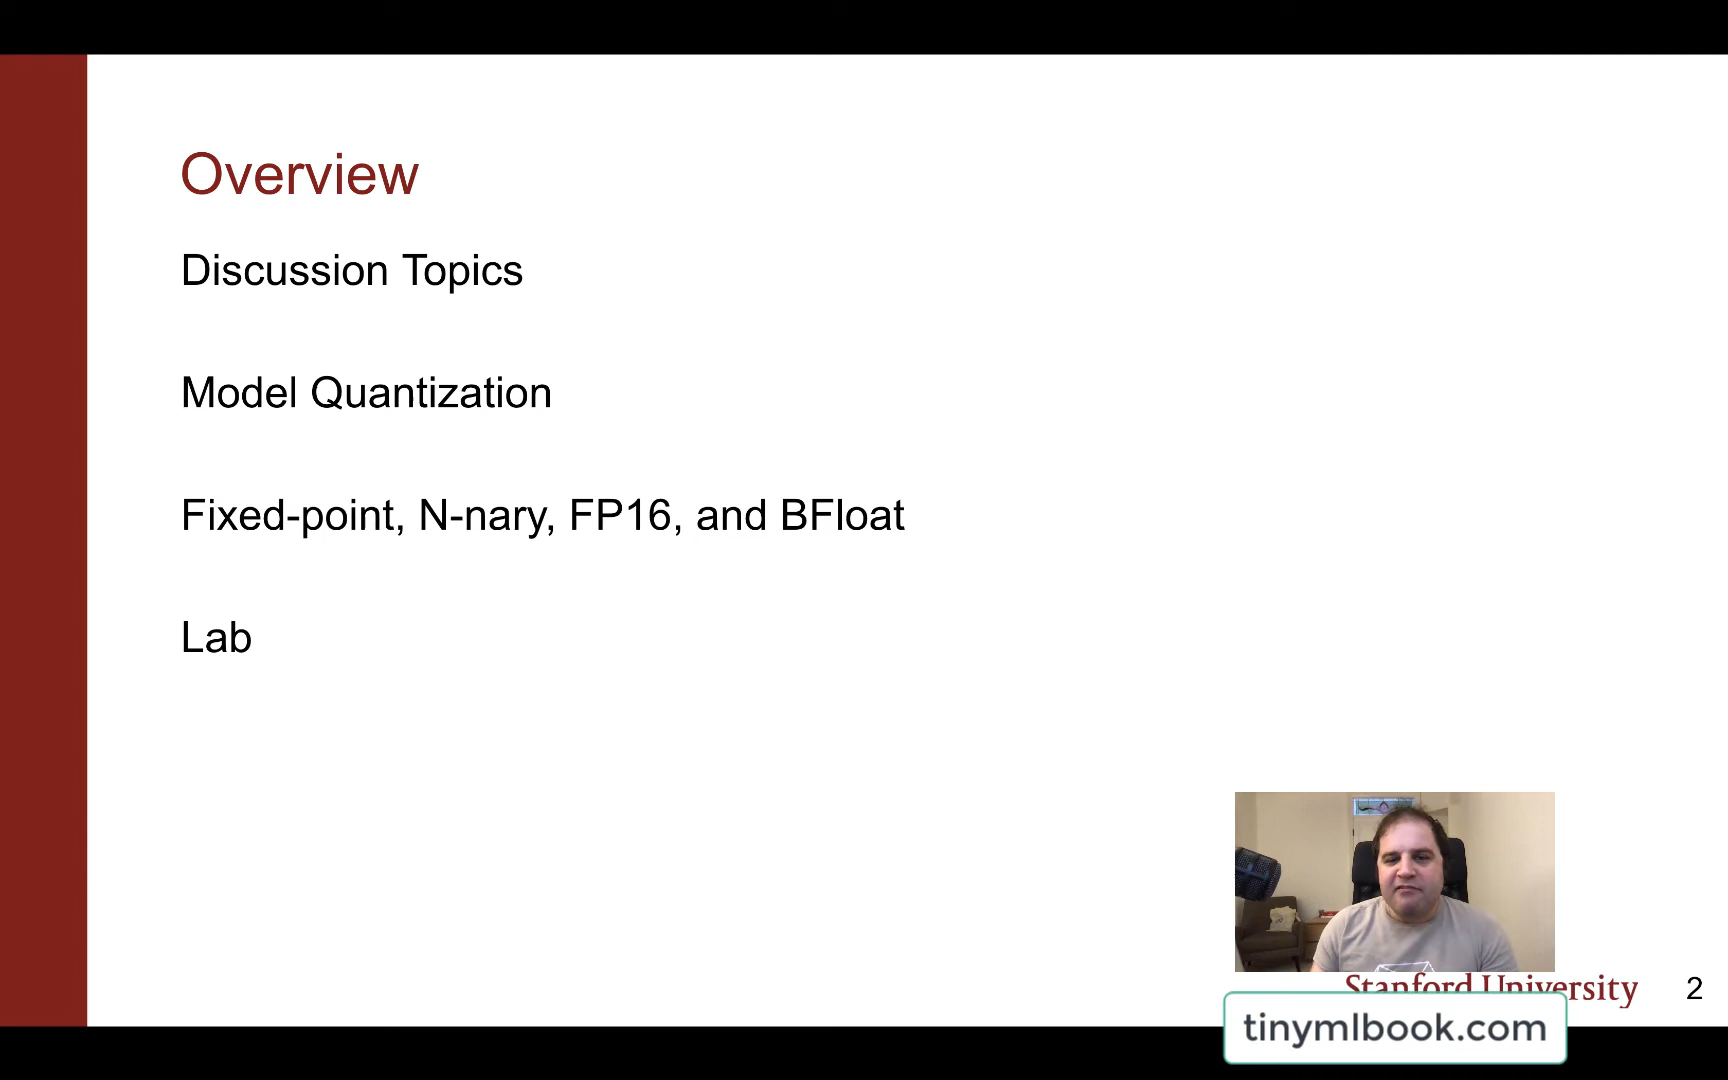 Overview
Discussion Topics
Model Quantization
Fixed-point, N-nary, FP16, and BFloat
Lab
Stanford University
2
tinymlbook.com